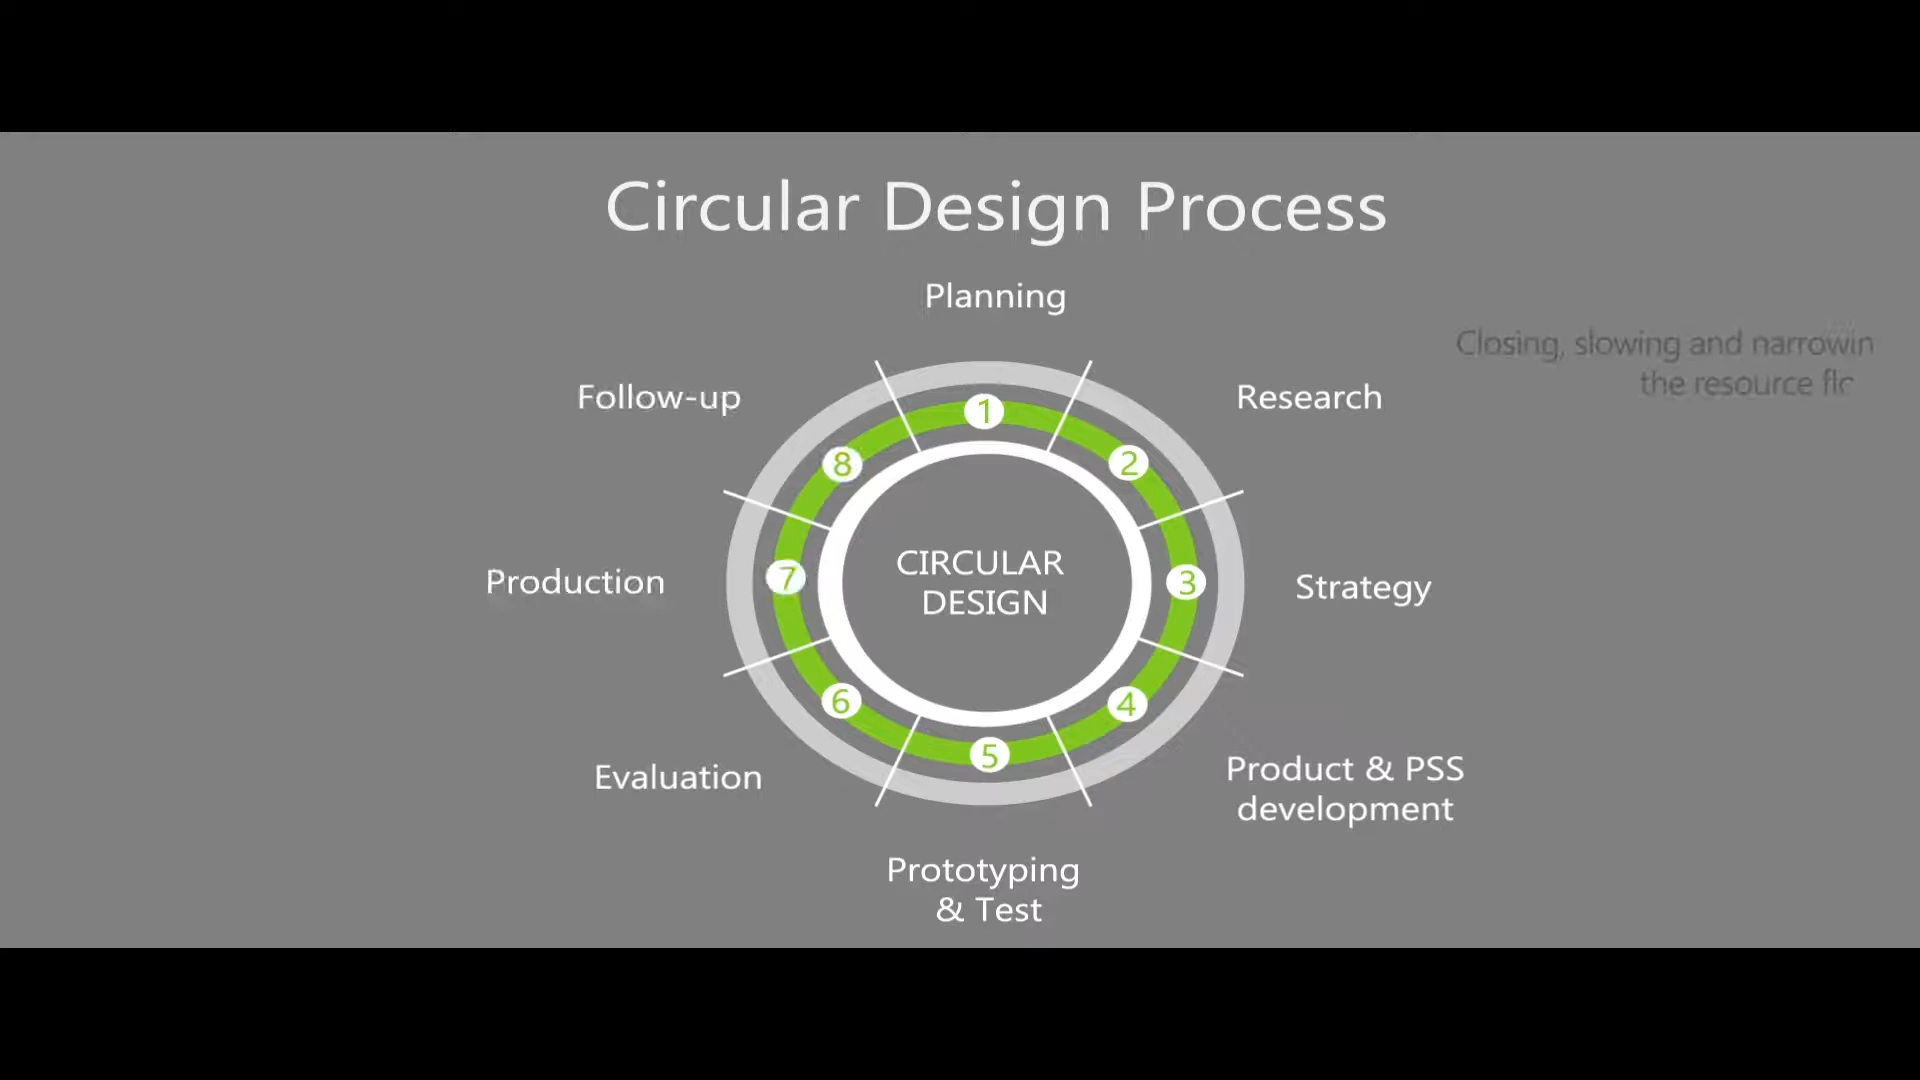 Circular Design Process
Planning
Follow-up
Research
Closing, slowing and narrowin
the resource
1
8
2
CIRCULAR
DESIGN
Production
7
3
Strategy
6
4
5
Evaluation
Product & PSS
development
Prototyping
& Test